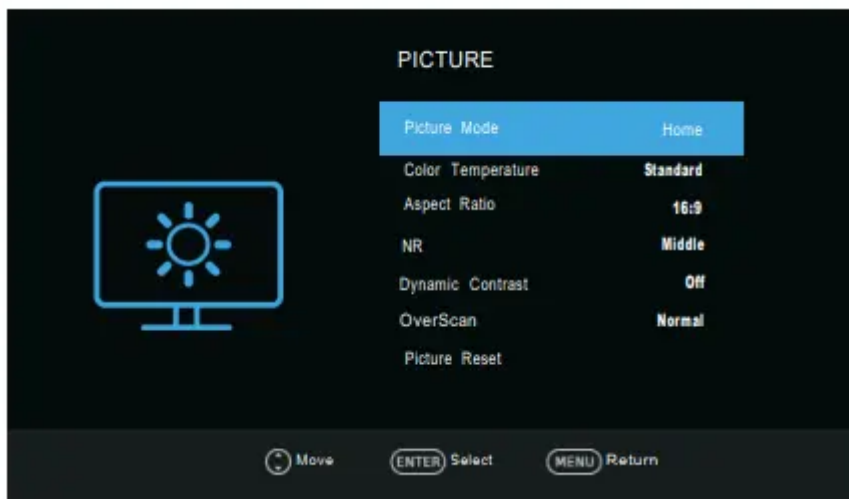 PICTURE
Picture Mode Home
Color Temperature Standard
Aspect Ratio 16:9
NR Middle
Dynamic Contrast Off
OverScan Normal
Picture Reset
Move ENTER Select MENU Return